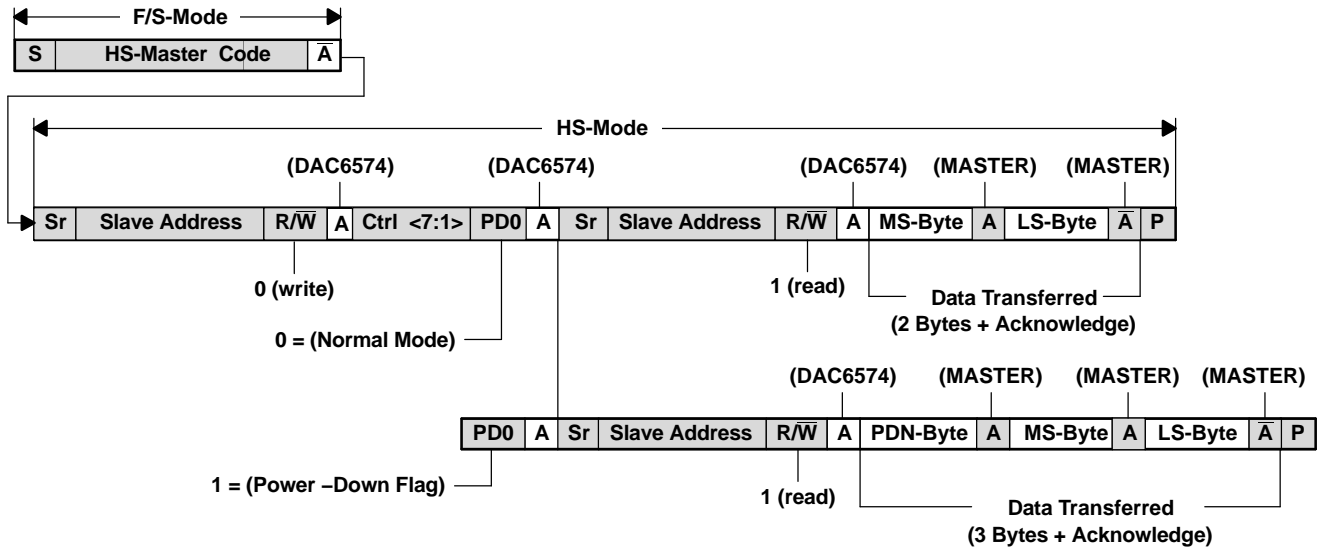 F/S-Mode
S HS-Master Code A̅
HS-Mode
(DAC6574) (DAC6574) (DAC6574) (MASTER) (MASTER)
Sr Slave Address R/W̅ A Ctrl <7:1> PD0 A Sr Slave Address R/W̅ A MS-Byte A LS-Byte A̅ P
0 (write) 1 (read) Data Transferred
(2 Bytes + Acknowledge)
0 = (Normal Mode)
(DAC6574) (MASTER) (MASTER) (MASTER)
PD0 A Sr Slave Address R/W̅ A PDN-Byte A MS-Byte A LS-Byte A̅ P
1 = (Power −Down Flag) 1 (read) Data Transferred
(3 Bytes + Acknowledge)